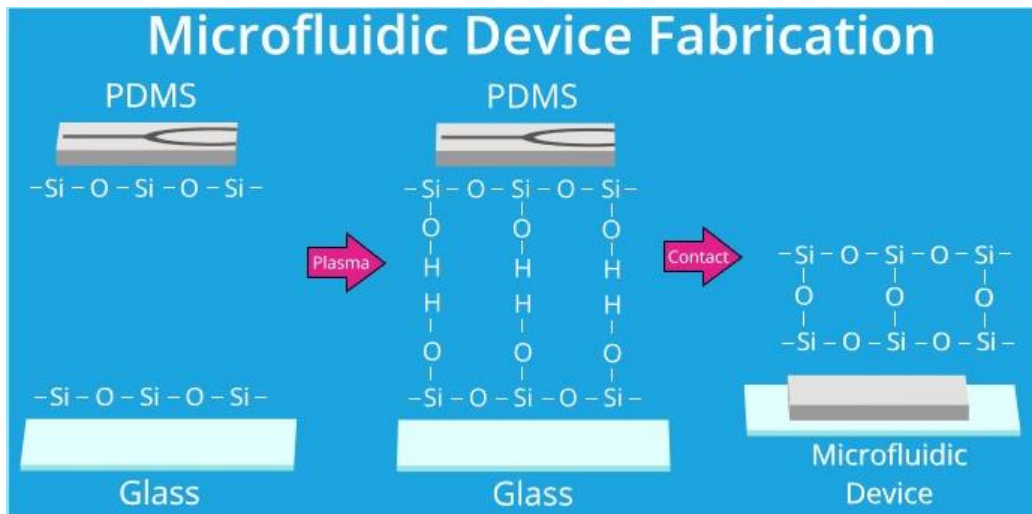 Microfluidic Device Fabrication
PDMS
–Si – O – Si – O – Si–
–Si – O – Si – O – Si–
Glass
Plasma
PDMS
–Si – O – Si – O – Si–
O O O
H H H
H H H
O O O
–Si – O – Si – O – Si–
Glass
Contact
–Si – O – Si – O – Si–
O O O
–Si – O – Si – O – Si–
Microfluidic
Device